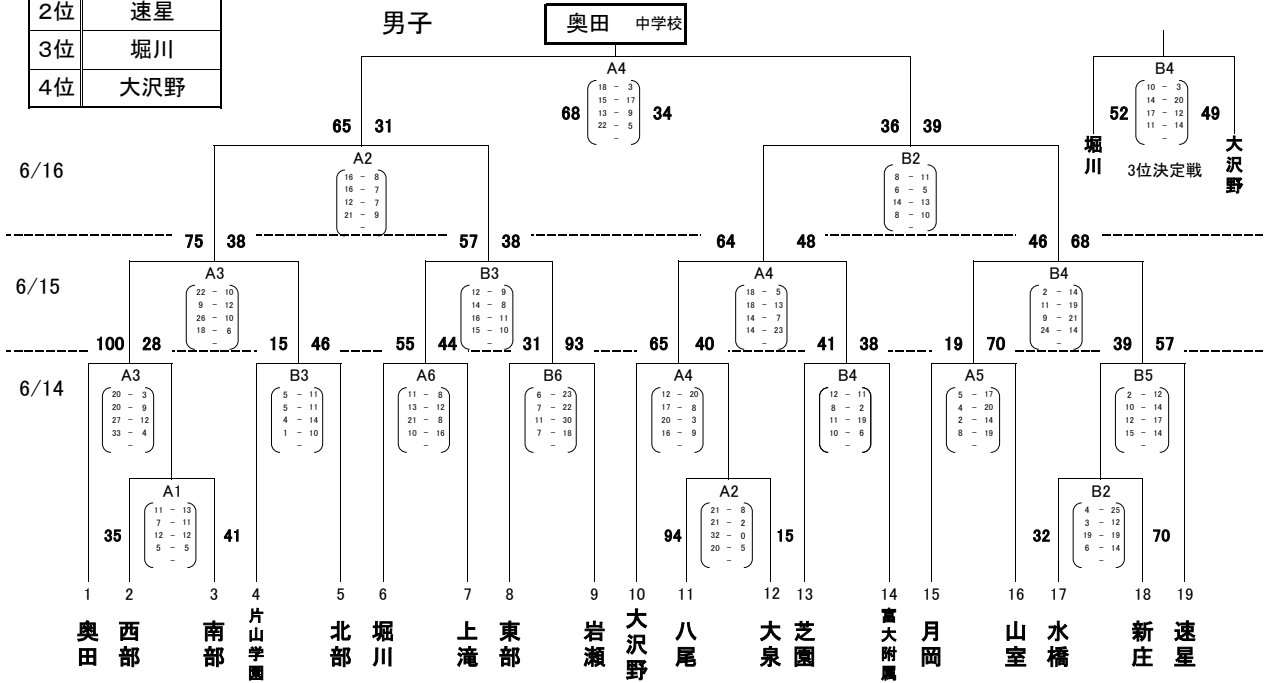 2位 速星
3位 堀川
4位 大沢野
男子
奥田 中学校
A4
18 - 3
15 - 17
13 - 9
22 - 5
-
68 34
B4
10 - 3
14 - 20
17 - 12
11 - 14
-
52 49
堀川
大沢野
3位決定戦
6/16
65 31
A2
16 - 8
16 - 7
12 - 7
21 - 9
-
36 39
B2
8 - 11
6 - 5
14 - 13
8 - 10
-
6/15
75 38
A3
22 - 10
9 - 12
26 - 10
18 - 6
-
57 38
B3
12 - 9
14 - 8
16 - 11
15 - 10
-
64 48
A4
18 - 5
18 - 13
14 - 7
14 - 23
-
46 68
B4
2 - 14
11 - 19
9 - 21
24 - 14
-
6/14
100 28
A3
20 - 3
20 - 9
27 - 12
33 - 4
-
15 46
B3
5 - 11
5 - 11
4 - 14
1 - 10
-
55 44
A6
11 - 8
13 - 12
21 - 8
10 - 16
-
31 93
B6
6 - 23
7 - 22
11 - 30
7 - 18
-
65 40
A4
12 - 20
17 - 8
20 - 3
16 - 9
-
41 38
B4
12 - 11
8 - 2
11 - 19
10 - 6
-
19 70
A5
5 - 17
4 - 20
2 - 14
8 - 19
-
39 57
B5
2 - 12
10 - 14
12 - 17
15 - 14
-
A1
11 - 13
7 - 11
12 - 12
5 - 5
-
35 41
A2
21 - 8
21 - 2
32 - 0
20 - 5
-
94 15
B2
4 - 25
3 - 12
19 - 19
6 - 14
-
32 70
1 2 3 4 5 6 7 8 9 10 11 12 13 14 15 16 17 18 19
奥田
西部
南部
片山学園
北部
堀川
上滝
東部
岩瀬
大沢野
八尾
大泉
芝園
富大附属
月岡
山室
水橋
新庄
速星